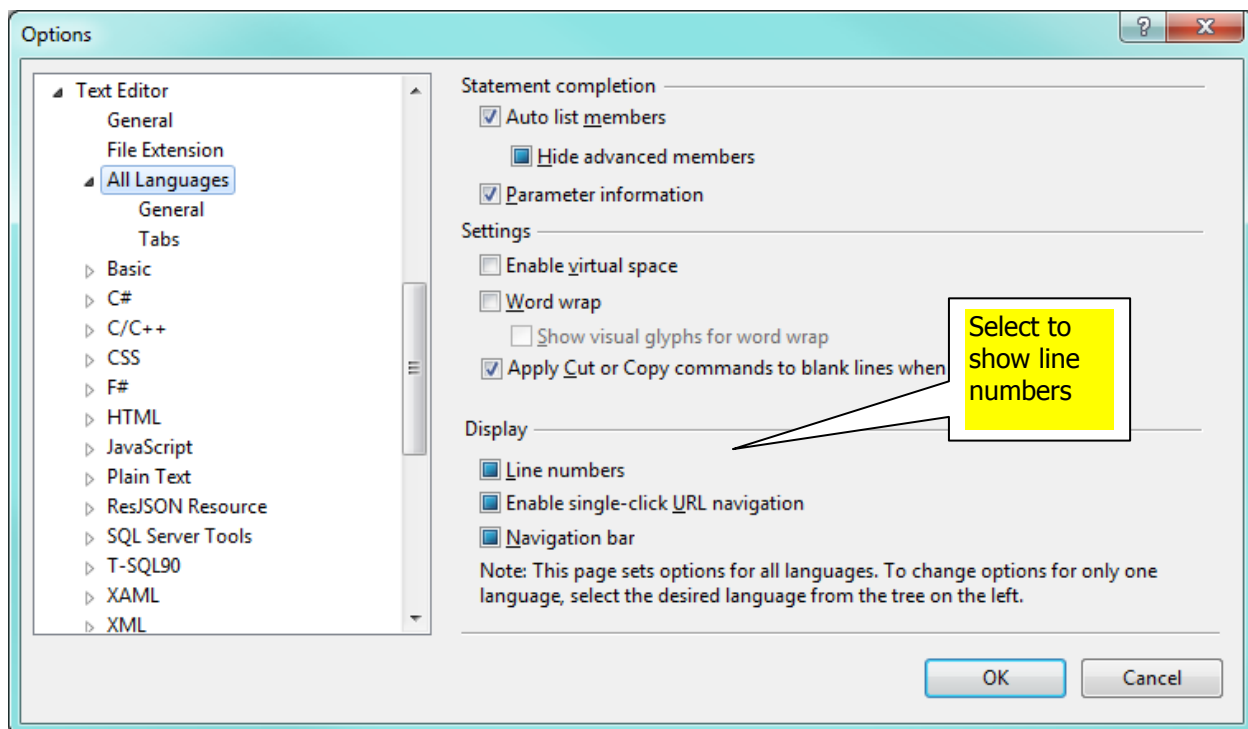 Options
Text Editor
General
File Extension
All Languages
General
Tabs
Basic
C#
C/C++
CSS
F#
HTML
JavaScript
Plain Text
ResJSON Resource
SQL Server Tools
T-SQL90
XAML
XML
Statement completion
Auto list members
Hide advanced members
Parameter information
Settings
Enable virtual space
Word wrap
Show visual glyphs for word wrap
Apply Cut or Copy commands to blank lines when
Select to
show line
numbers
Display
Line numbers
Enable single-click URL navigation
Navigation bar
Note: This page sets options for all languages. To change options for only one
language, select the desired language from the tree on the left.
OK
Cancel